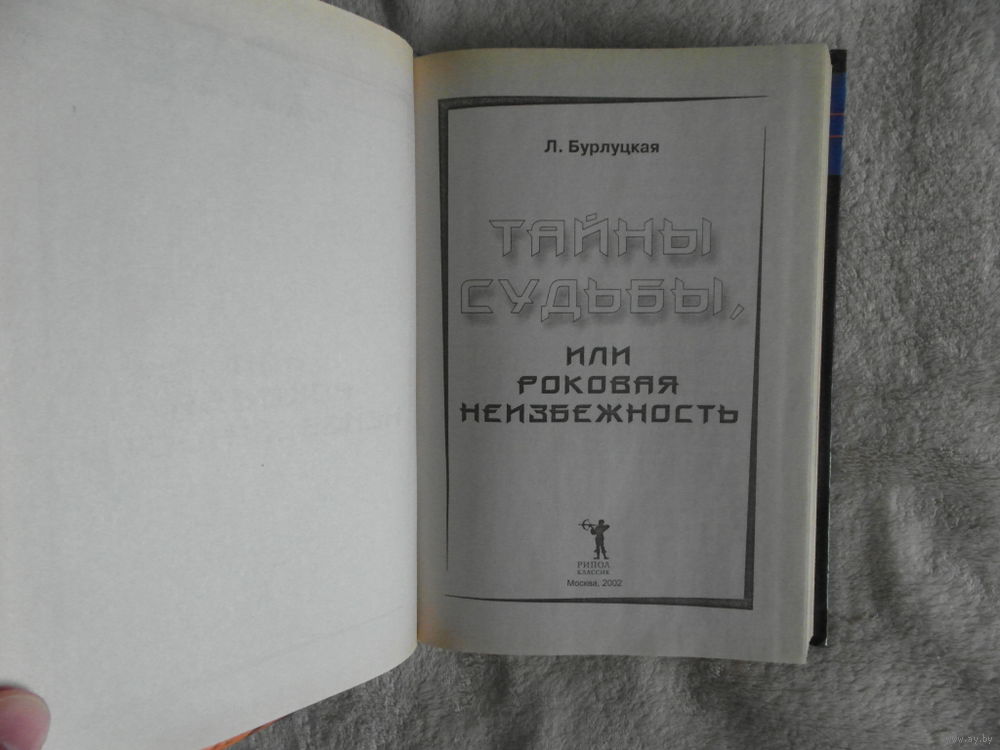 Л. Бурлуцкая
ТАЙНЫ
СУДЬБЫ,
ИЛИ
РОКОВАЯ
НЕИЗБЕЖНОСТЬ
РИПОЛ
КЛАССИК
Москва, 2002
www.ay.by